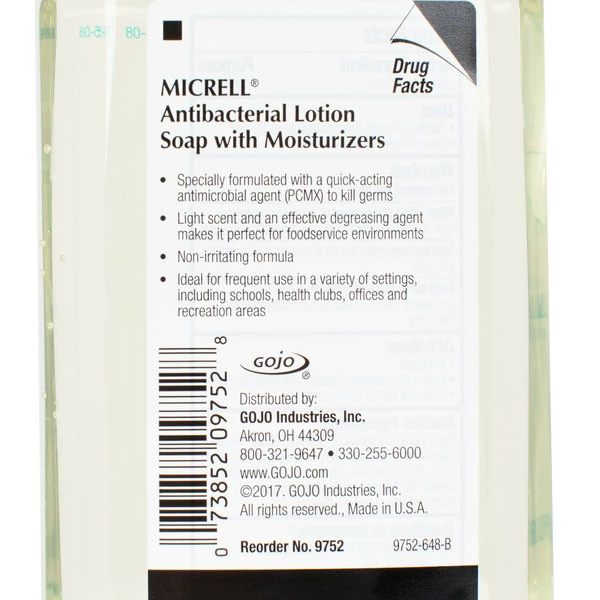 Drug
Facts
MICRELL®
Antibacterial Lotion
Soap with Moisturizers
• Specially formulated with a quick-acting
antimicrobial agent (PCMX) to kill germs
• Light scent and an effective degreasing agent
makes it perfect for foodservice environments
• Non-irritating formula
• Ideal for frequent use in a variety of settings,
including schools, health clubs, offices and
recreation areas
GOJO®
Distributed by:
GOJO Industries, Inc.
Akron, OH 44309
800-321-9647 • 330-255-6000
www.GOJO.com
©2017. GOJO Industries, Inc.
All rights reserved., Made in U.S.A.
Reorder No. 9752
9752-648-B
0 73852 09752 8